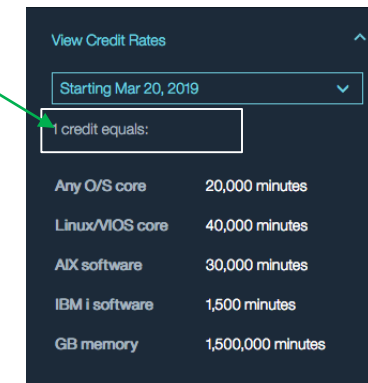 View Credit Rates
Starting Mar 20, 2019
1 credit equals:
Any O/S core 20,000 minutes
Linux/VIOS core 40,000 minutes
AIX software 30,000 minutes
IBM i software 1,500 minutes
GB memory 1,500,000 minutes